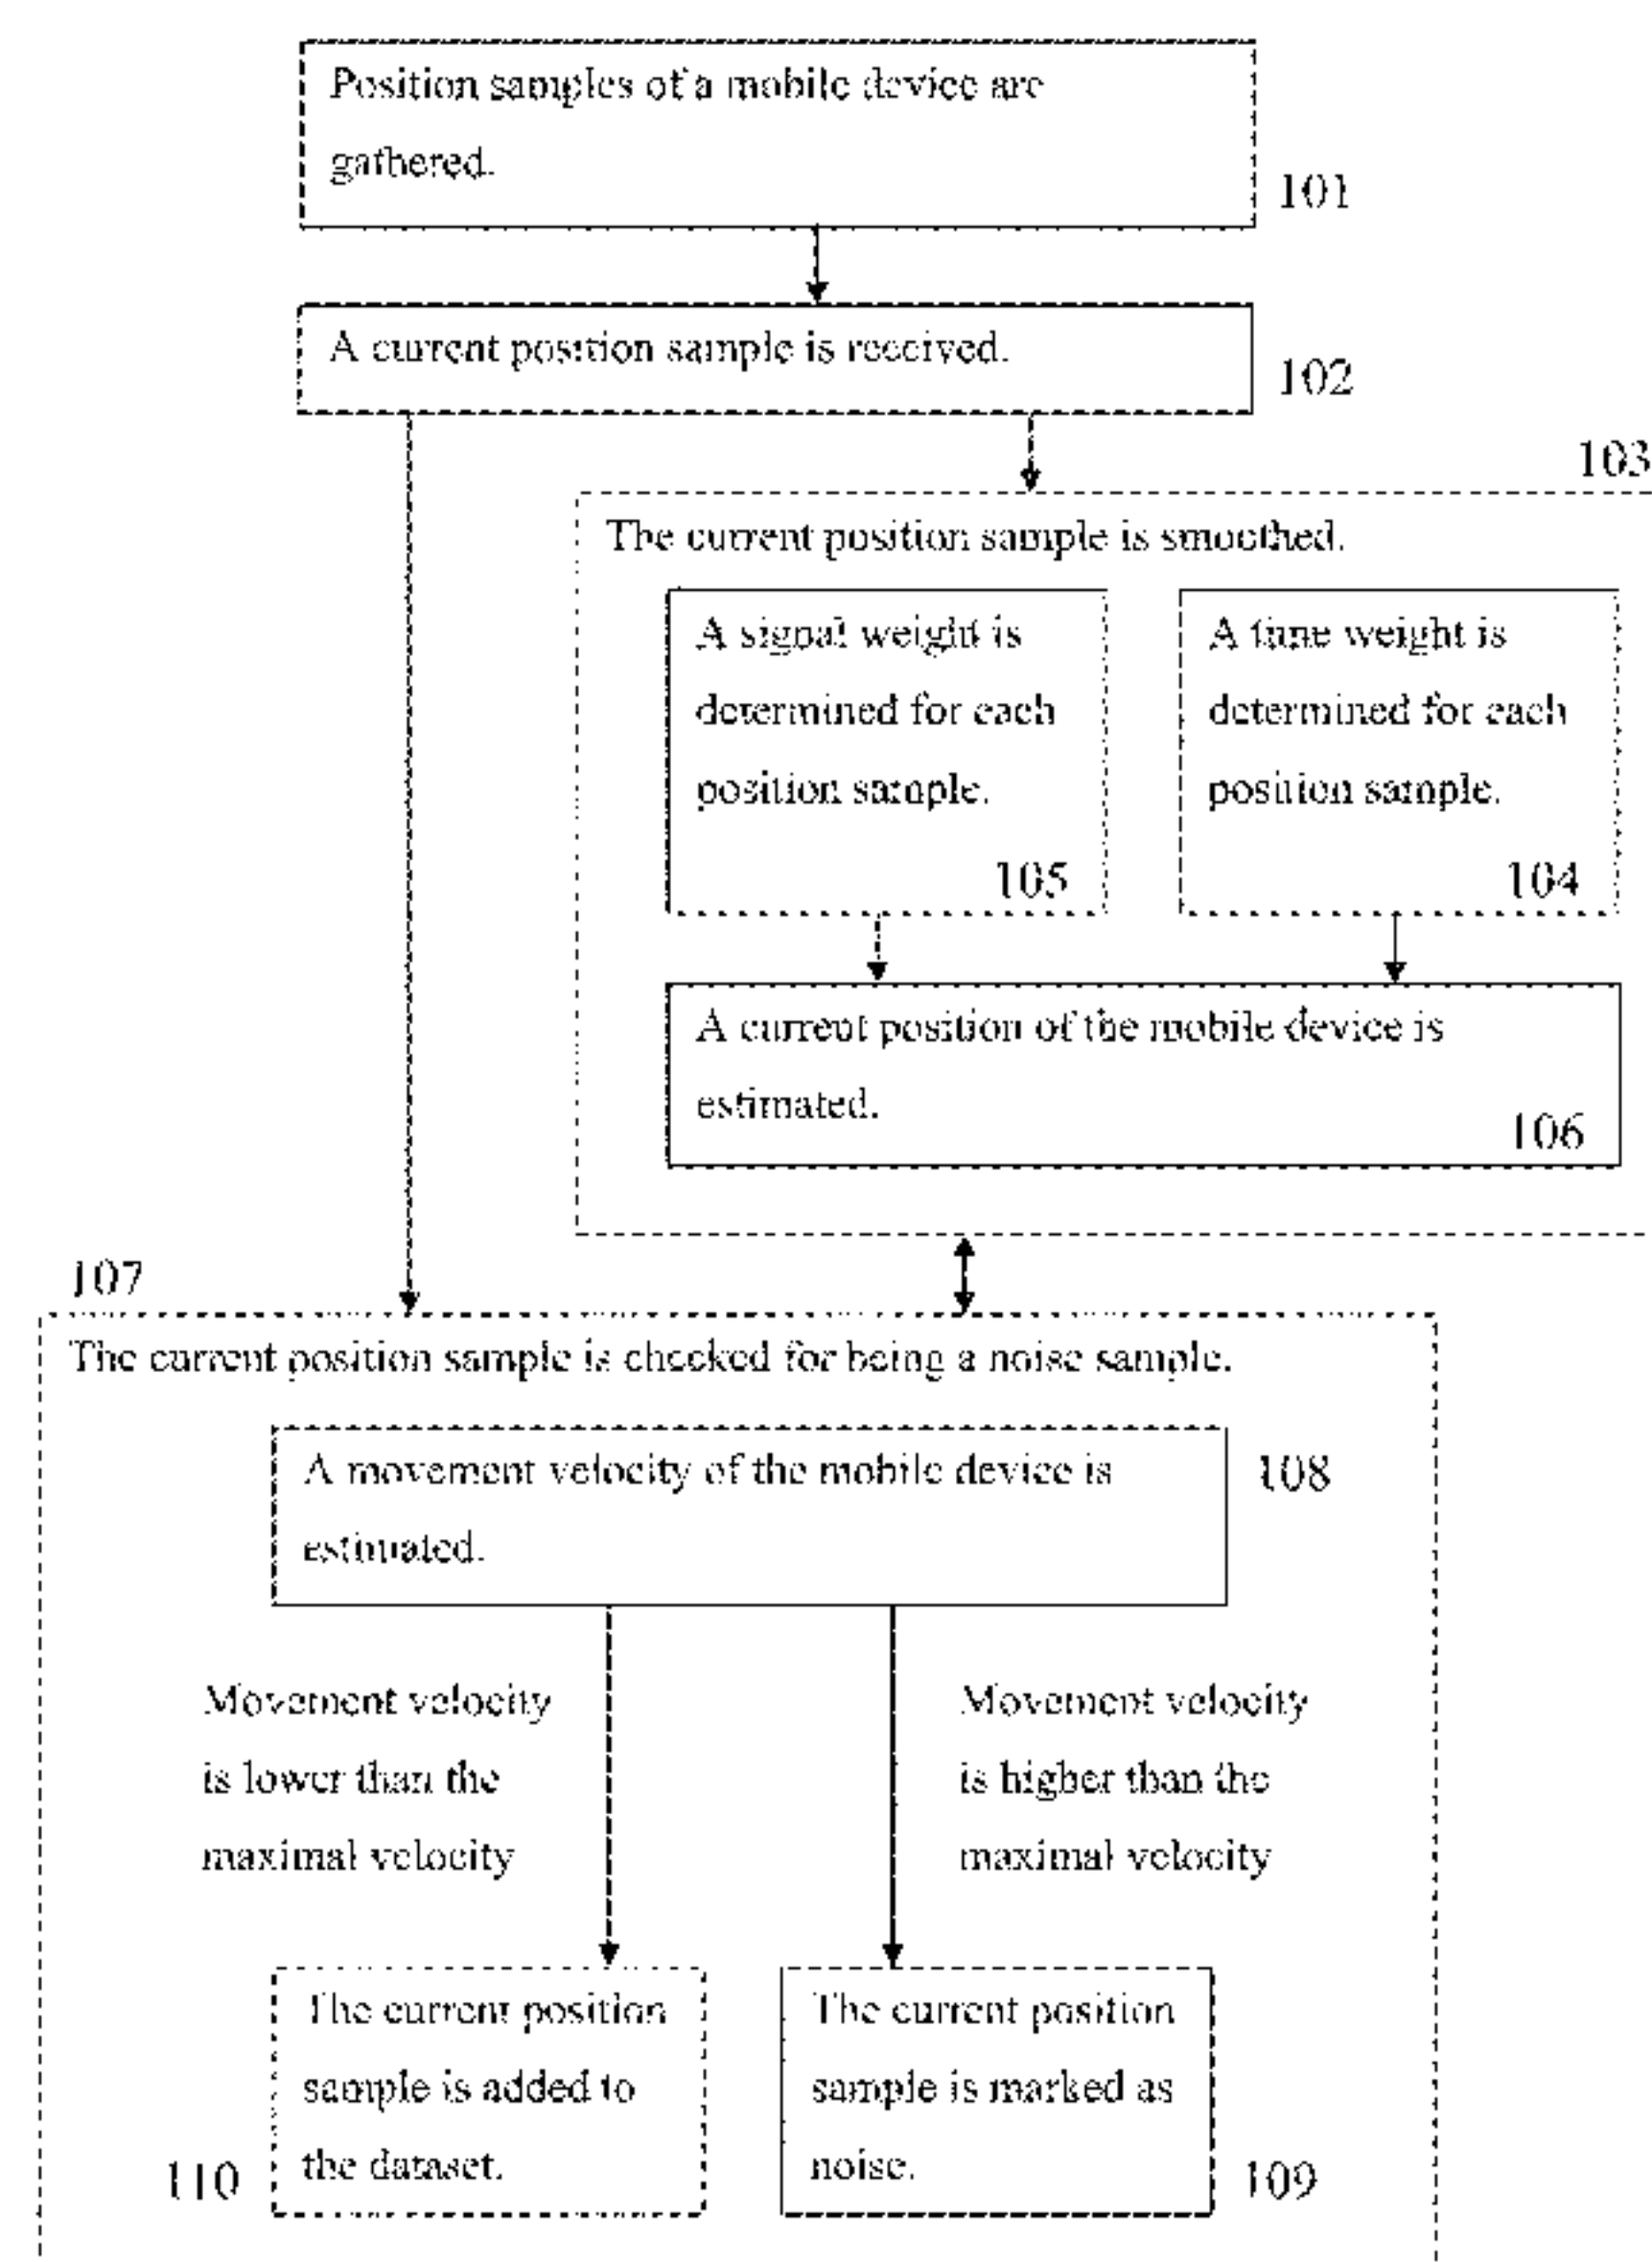 Position samples of a mobile device are
gathered.
101
A current position sample is received.
102
103
The current position sample is smoothed.
A signal weight is
determined for each
position sample.
105
A time weight is
determined for each
position sample.
104
A current position of the mobile device is
estimated.
106
107
The current position sample is checked for being a noise sample.
A movement velocity of the mobile device is
estimated.
108
Movement velocity
is lower than the
maximal velocity
Movement velocity
is higher than the
maximal velocity
The current position
sample is added to
the dataset.
110
The current position
sample is marked as
noise.
109